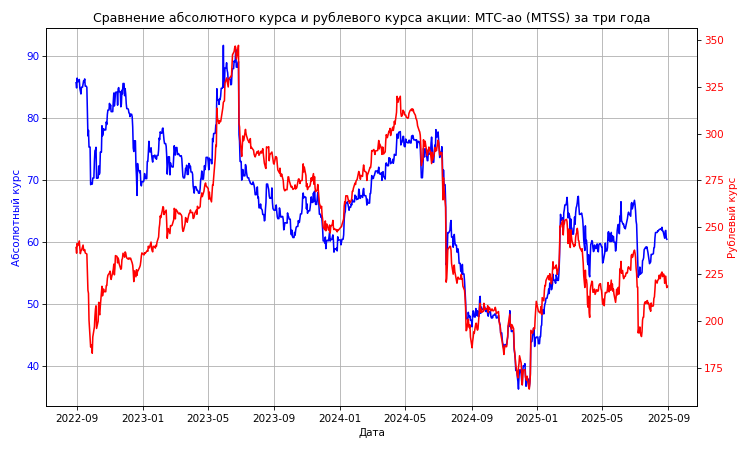 Сравнение абсолютного курса и рублевого курса акции: МТС-ао (MTSS) за три года
90
80
70
60
50
40
Абсолютный курс
350
325
300
275
250
225
200
175
Рублевый курс
2022-09 2023-01 2023-05 2023-09 2024-01 2024-05 2024-09 2025-01 2025-05 2025-09
Дата